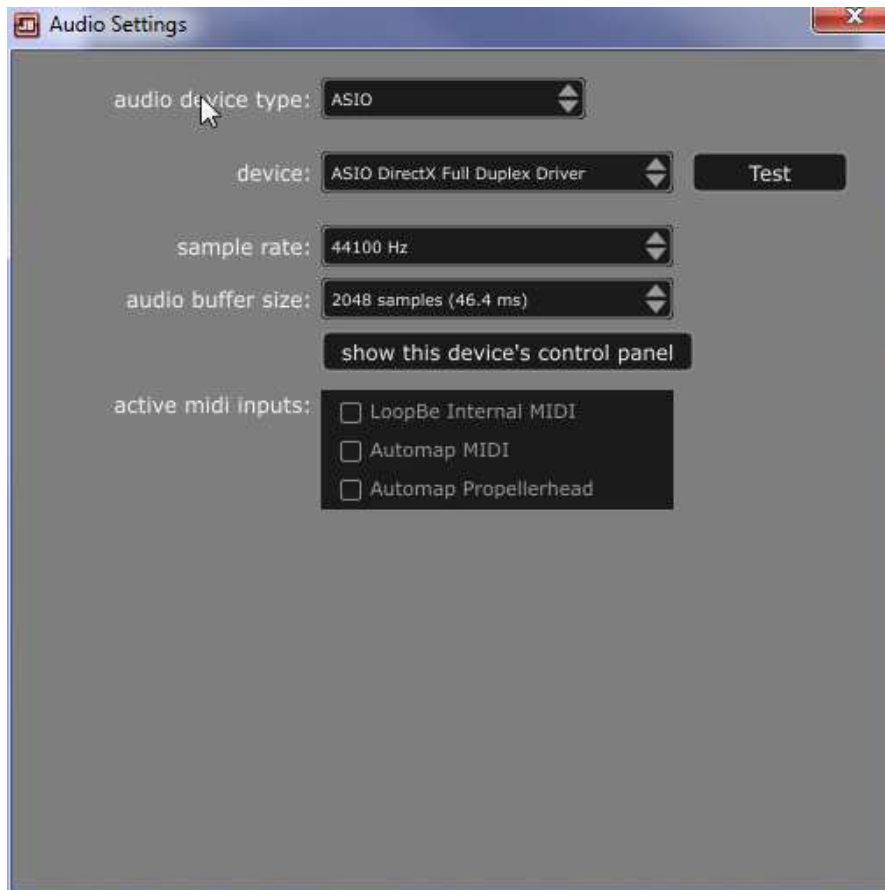 Audio Settings
audio device type: ASIO
device: ASIO DirectX Full Duplex Driver Test
sample rate: 44100 Hz
audio buffer size: 2048 samples (46.4 ms)
show this device's control panel
active midi inputs: LoopBe Internal MIDI
Automap MIDI
Automap Propellerhead